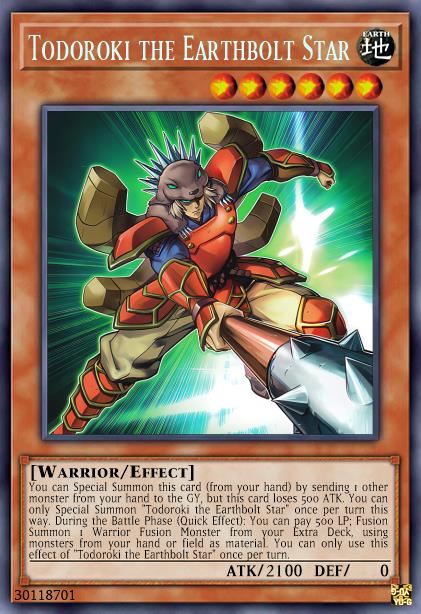 Todoroki the Earthbolt Star
EARTH
地
[Warrior/Effect]
You can Special Summon this card (from your hand) by sending 1 other
monster from your hand to the GY, but this card loses 500 ATK. You can
only Special Summon "Todoroki the Earthbolt Star" once per turn this
way. During the Battle Phase (Quick Effect): You can pay 500 LP; Fusion
Summon 1 Warrior Fusion Monster from your Extra Deck, using
monsters from your hand or field as material. You can only use this
effect of "Todoroki the Earthbolt Star" once per turn.
ATK/2100 DEF/ 0
30118701